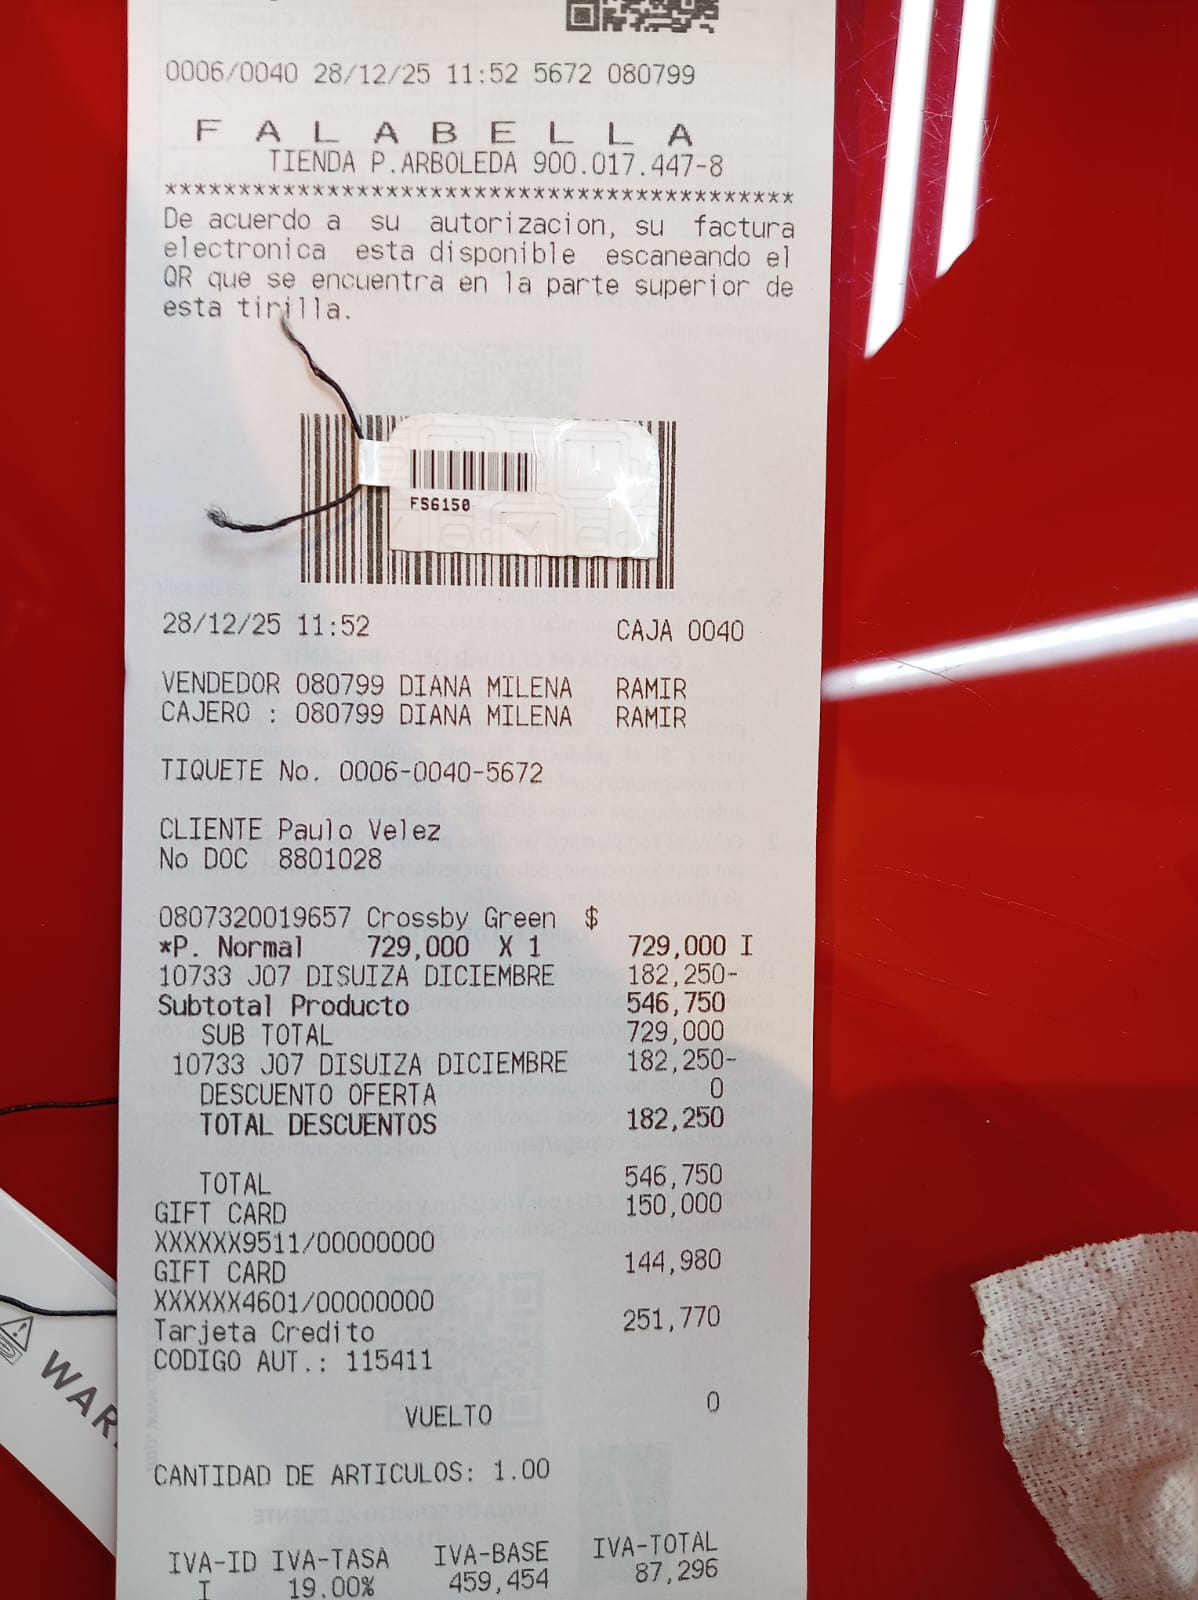 0006/0040 28/12/25 11:52 5672 080799
F A L A B E L L A
TIENDA P.ARBOLEDA 900.017.447-8
*******************************************
De acuerdo a su autorizacion, su factura
electronica esta disponible escaneando el
QR que se encuentra en la parte superior de
esta tirilla.
FS6150
28/12/25 11:52 CAJA 0040
VENDEDOR 080799 DIANA MILENA RAMIR
CAJERO : 080799 DIANA MILENA RAMIR
TIQUETE No. 0006-0040-5672
CLIENTE Paulo Velez
No DOC 8801028
0807320019657 Crossby Green $
*P. Normal 729,000 X 1 729,000 I
10733 J07 DISUIZA DICIEMBRE 182,250-
Subtotal Producto 546,750
SUB TOTAL 729,000
10733 J07 DISUIZA DICIEMBRE 182,250-
DESCUENTO OFERTA 0
TOTAL DESCUENTOS 182,250
TOTAL 546,750
GIFT CARD 150,000
XXXXXX9511/00000000
GIFT CARD 144,980
XXXXXX4601/00000000
Tarjeta Credito 251,770
CODIGO AUT.: 115411
VUELTO 0
CANTIDAD DE ARTICULOS: 1.00
IVA-ID IVA-TASA IVA-BASE IVA-TOTAL
I 19.00% 459,454 87,296